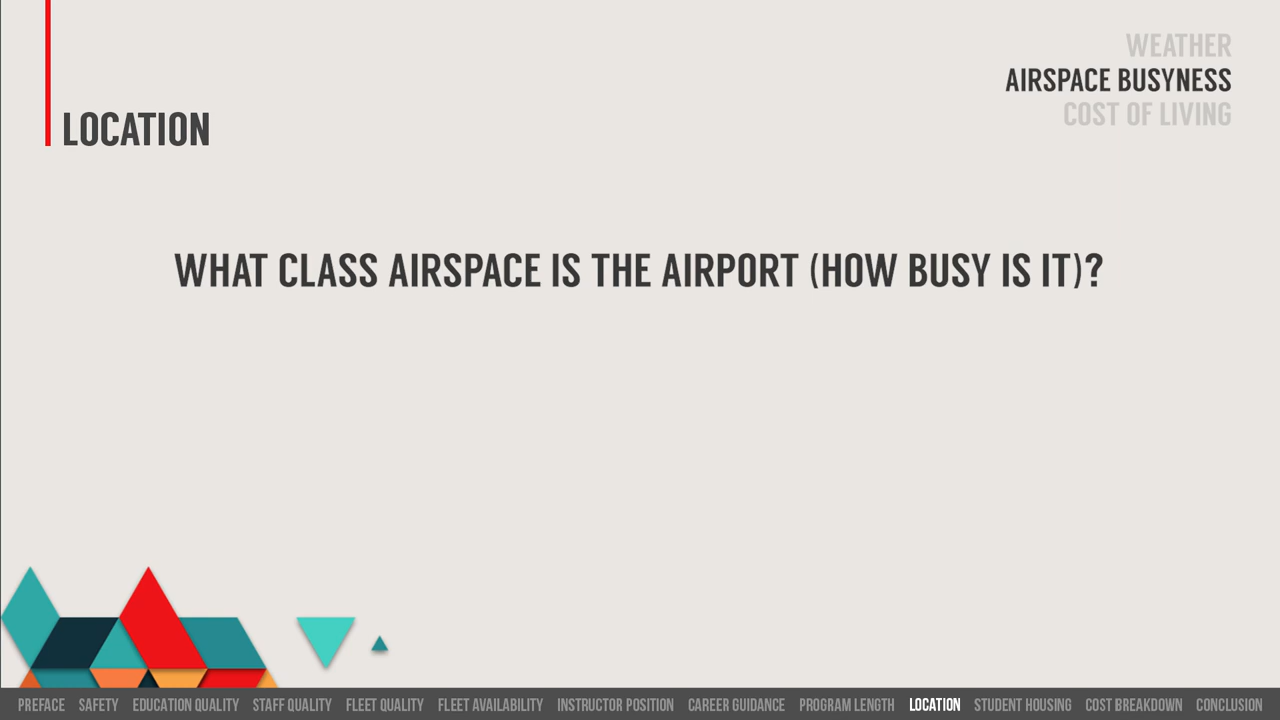 WEATHER
AIRSPACE BUSYNESS
COST OF LIVING
LOCATION
WHAT CLASS AIRSPACE IS THE AIRPORT (HOW BUSY IS IT)?
PREFACE SAFETY EDUCATION QUALITY STAFF QUALITY FLEET QUALITY FLEET AVAILABILITY INSTRUCTOR POSITION CAREER GUIDANCE PROGRAM LENGTH LOCATION STUDENT HOUSING COST BREAKDOWN CONCLUSION